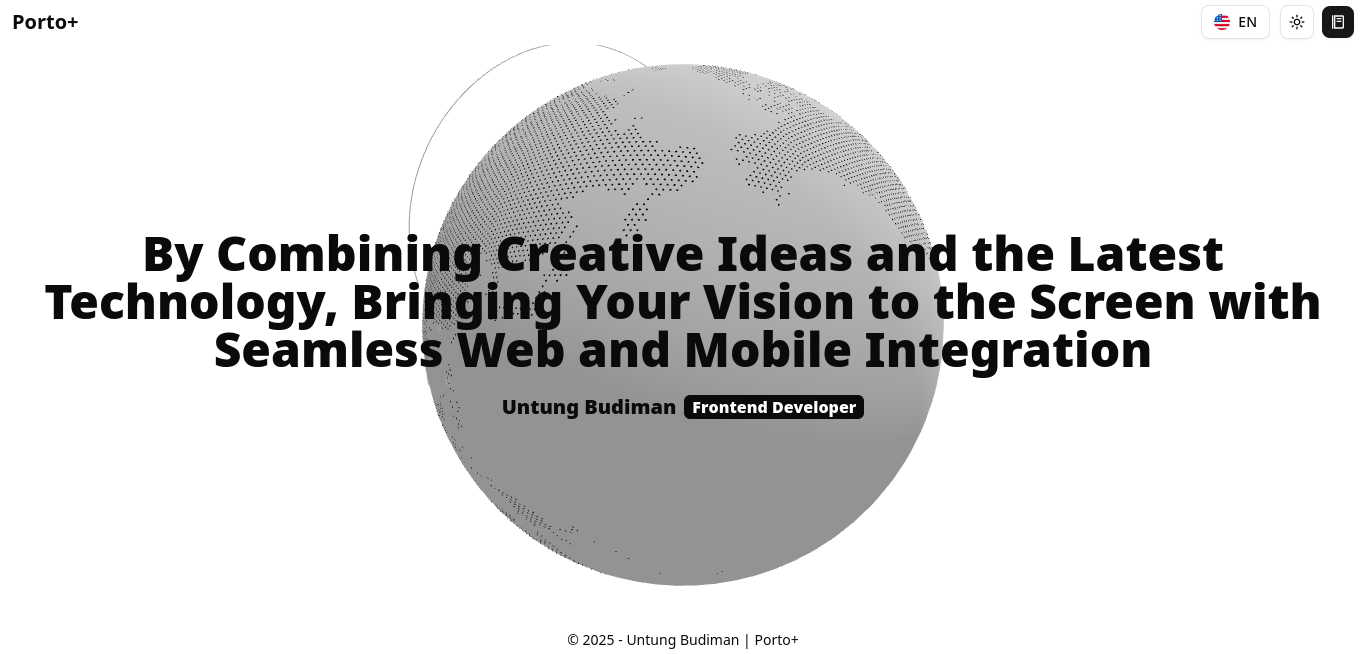 Porto+
EN
By Combining Creative Ideas and the Latest
Technology, Bringing Your Vision to the Screen with
Seamless Web and Mobile Integration
Untung Budiman Frontend Developer
© 2025 - Untung Budiman | Porto+